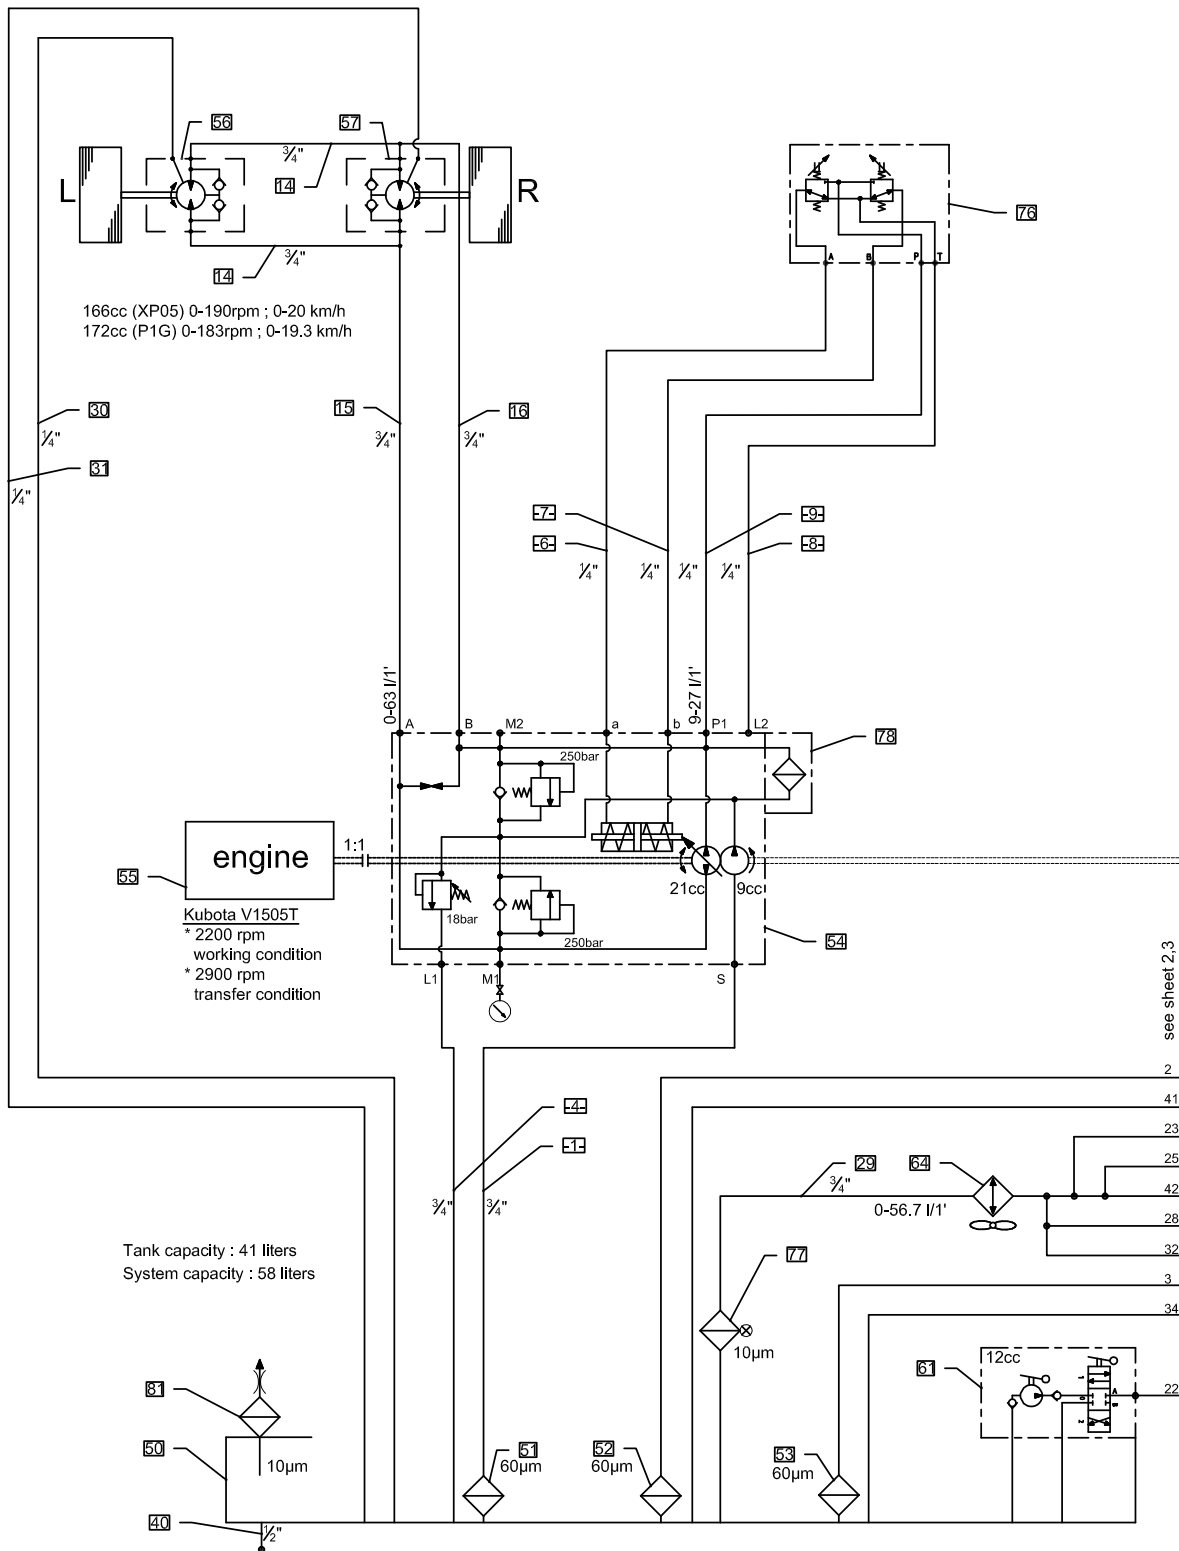 56
57
3/4"
14
L
R
76
14
3/4"
A
B
P
T
166cc (XP05) 0-190rpm ; 0-20 km/h
172cc (P1G) 0-183rpm ; 0-19.3 km/h
30
15
16
1/4"
3/4"
3/4"
31
1/4"
-7-
-9-
-6-
-8-
1/4"
1/4"
1/4"
1/4"
0-63 l/1'
9-27 l/1'
A
B
M2
a
b
P1
L2
78
250bar
1:1
engine
55
21cc
9cc
Kubota V1505T
18bar
* 2200 rpm
working condition
250bar
54
* 2900 rpm
transfer condition
L1
M1
S
see sheet 2,3
2
-4-
41
-1-
23
29
64
25
3/4"
3/4"
3/4"
42
0-56.7 l/1'
28
Tank capacity : 41 liters
32
77
System capacity : 58 liters
3
34
10µm
12cc
61
1
0
2
A
B
22
81
50
51
52
53
10µm
60µm
60µm
60µm
40
1/2"